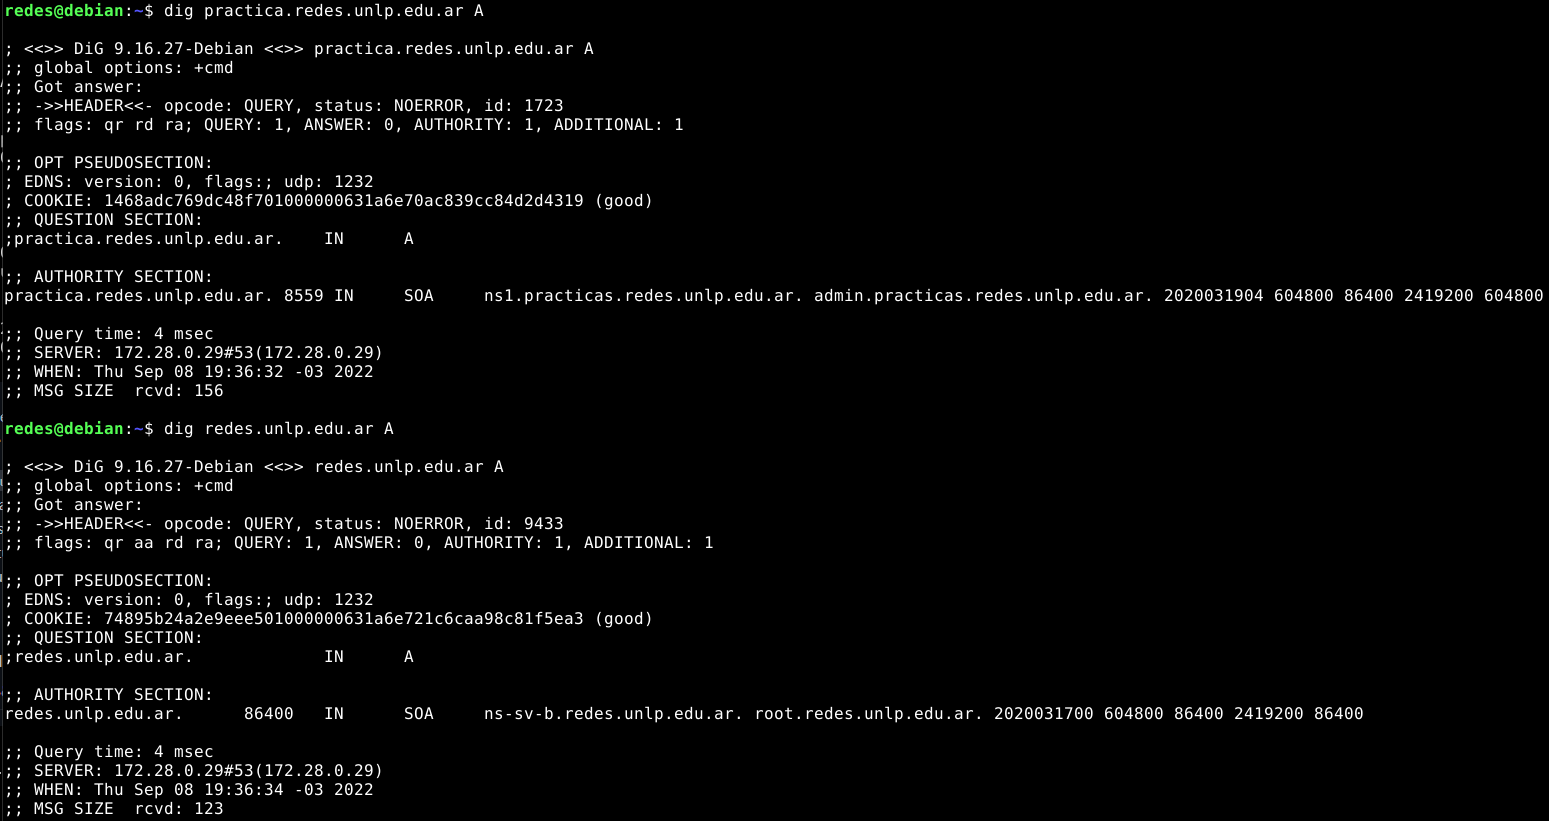 redes@debian:~$ dig practica.redes.unlp.edu.ar A
; <<>> DiG 9.16.27-Debian <<>> practica.redes.unlp.edu.ar A
;; global options: +cmd
;; Got answer:
;; ->>HEADER<<- opcode: QUERY, status: NOERROR, id: 1723
;; flags: qr rd ra; QUERY: 1, ANSWER: 0, AUTHORITY: 1, ADDITIONAL: 1
;; OPT PSEUDOSECTION:
; EDNS: version: 0, flags:; udp: 1232
; COOKIE: 1468adc769dc48f701000000631a6e70ac839cc84d2d4319 (good)
;; QUESTION SECTION:
;practica.redes.unlp.edu.ar. IN A
;; AUTHORITY SECTION:
practica.redes.unlp.edu.ar. 8559 IN SOA ns1.practicas.redes.unlp.edu.ar. admin.practicas.redes.unlp.edu.ar. 2020031904 604800 86400 2419200 604800
;; Query time: 4 msec
;; SERVER: 172.28.0.29#53(172.28.0.29)
;; WHEN: Thu Sep 08 19:36:32 -03 2022
;; MSG SIZE rcvd: 156
redes@debian:~$ dig redes.unlp.edu.ar A
; <<>> DiG 9.16.27-Debian <<>> redes.unlp.edu.ar A
;; global options: +cmd
;; Got answer:
;; ->>HEADER<<- opcode: QUERY, status: NOERROR, id: 9433
;; flags: qr aa rd ra; QUERY: 1, ANSWER: 0, AUTHORITY: 1, ADDITIONAL: 1
;; OPT PSEUDOSECTION:
; EDNS: version: 0, flags:; udp: 1232
; COOKIE: 74895b24a2e9eee501000000631a6e721c6caa98c81f5ea3 (good)
;; QUESTION SECTION:
;redes.unlp.edu.ar. IN A
;; AUTHORITY SECTION:
redes.unlp.edu.ar. 86400 IN SOA ns-sv-b.redes.unlp.edu.ar. root.redes.unlp.edu.ar. 2020031700 604800 86400 2419200 86400
;; Query time: 4 msec
;; SERVER: 172.28.0.29#53(172.28.0.29)
;; WHEN: Thu Sep 08 19:36:34 -03 2022
;; MSG SIZE rcvd: 123